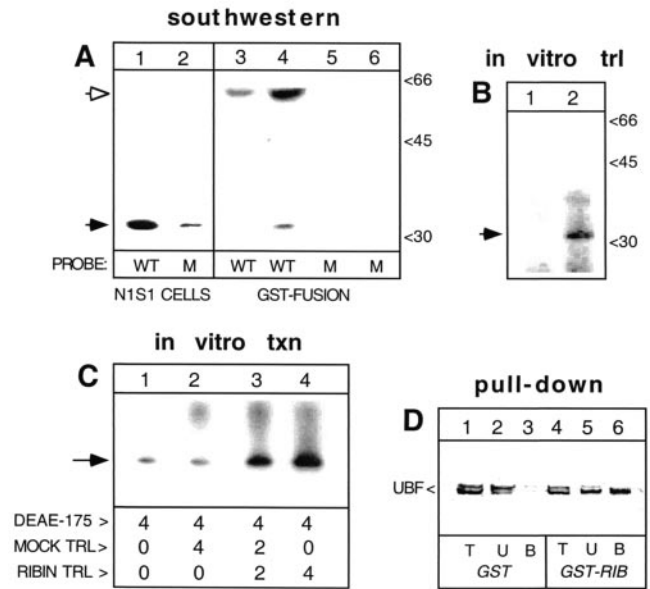 southwestern
A
1 2 3 4 5 6
<66
<45
<30
PROBE: WT M WT WT M M
N1S1 CELLS GST-FUSION
in vitro trl
B
1 2
<66
<45
<30
in vitro txn
C
1 2 3 4
DEAE-175 > 4 4 4 4
MOCK TRL> 0 4 2 0
RIBIN TRL> 0 0 2 4
pull-down
D
1 2 3 4 5 6
UBF <
T U B T U B
GST GST-RIB